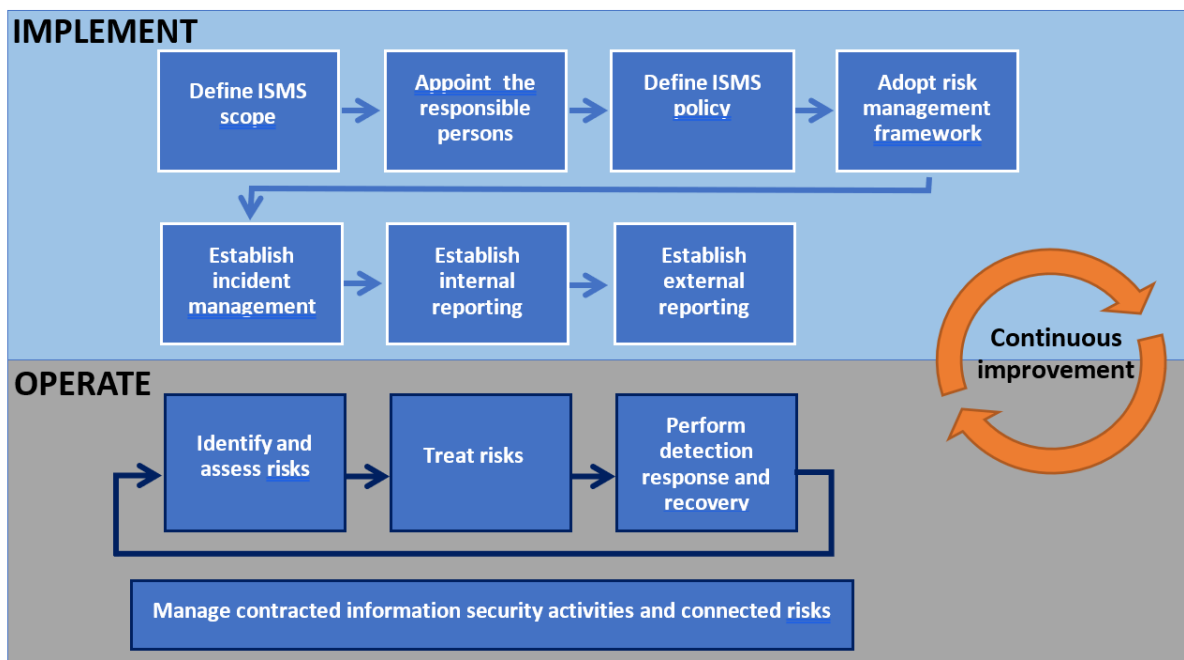 IMPLEMENT
Define ISMS
scope
Appoint the
responsible
persons
Define ISMS
policy
Adopt risk
management
framework
Establish
incident
management
Establish
internal
reporting
Establish
external
reporting
Continuous
improvement
OPERATE
Identify and
assess risks
Treat risks
Perform
detection
response and
recovery
Manage contracted information security activities and connected risks